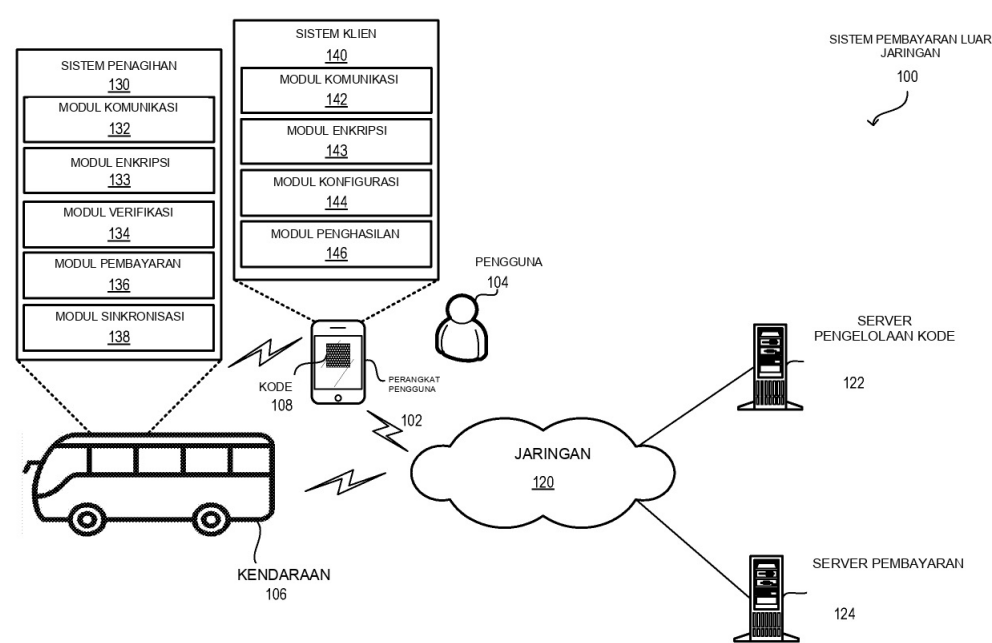 SISTEM PENAGIHAN
130
MODUL KOMUNIKASI
132
MODUL ENKRIPSI
133
MODUL VERIFIKASI
134
MODUL PEMBAYARAN
136
MODUL SINKRONISASI
138
SISTEM KLIEN
140
MODUL KOMUNIKASI
142
MODUL ENKRIPSI
143
MODUL KONFIGURASI
144
MODUL PENGHASILAN
146
SISTEM PEMBAYARAN LUAR
JARINGAN
100
PENGGUNA
104
KODE
108
PERANGKAT
PENGGUNA
102
JARINGAN
120
SERVER
PENGELOLAAN KODE
122
SERVER PEMBAYARAN
124
KENDARAAN
106